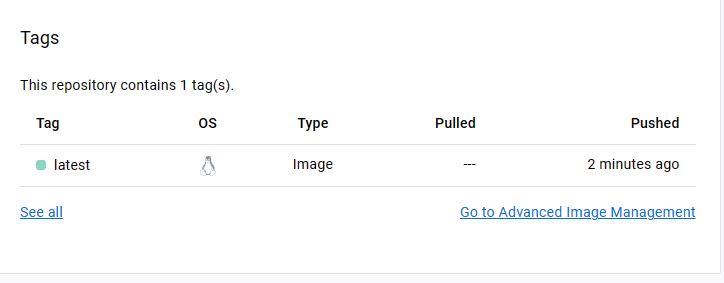 Tags
This repository contains 1 tag(s).
Tag OS Type Pulled Pushed
latest Image --- 2 minutes ago
See all Go to Advanced Image Management